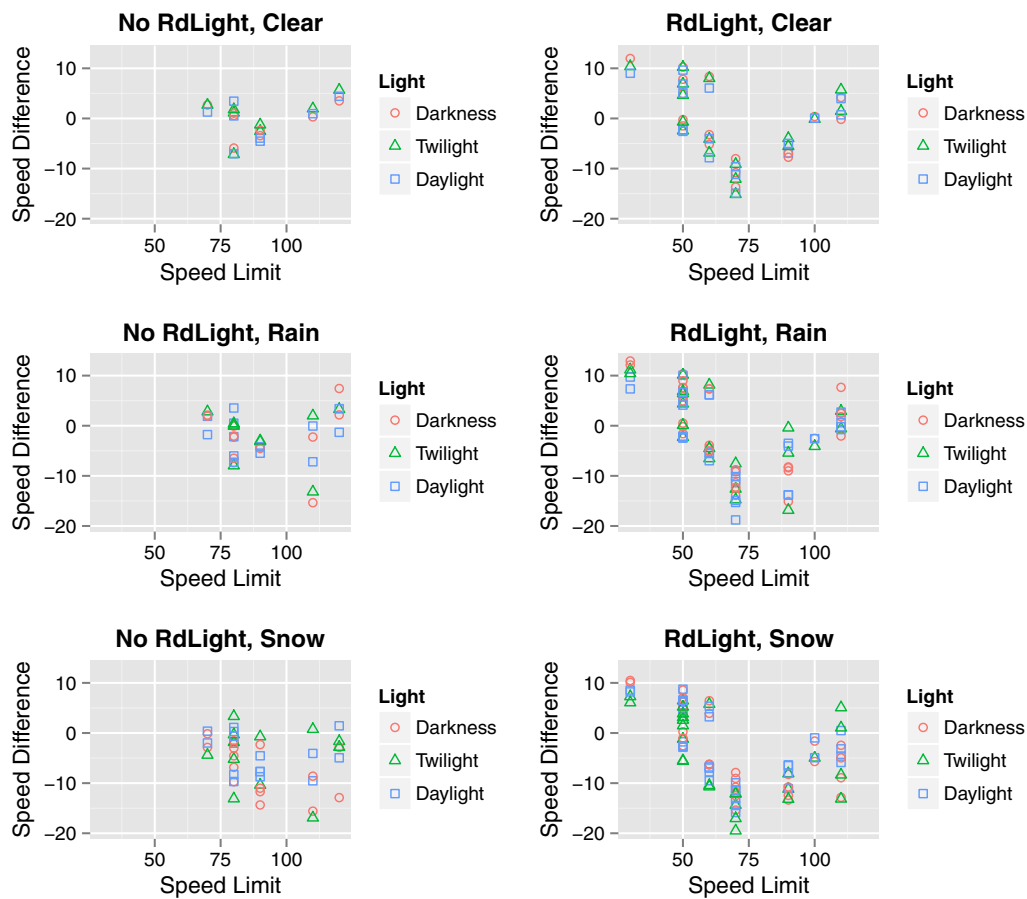 No RdLight, Clear
Speed Difference
10
0
−10
−20
50 75 100
Speed Limit
Light
Darkness
Twilight
Daylight
RdLight, Clear
Speed Difference
10
0
−10
−20
50 75 100
Speed Limit
Light
Darkness
Twilight
Daylight
No RdLight, Rain
Speed Difference
10
0
−10
−20
50 75 100
Speed Limit
Light
Darkness
Twilight
Daylight
RdLight, Rain
Speed Difference
10
0
−10
−20
50 75 100
Speed Limit
Light
Darkness
Twilight
Daylight
No RdLight, Snow
Speed Difference
10
0
−10
−20
50 75 100
Speed Limit
Light
Darkness
Twilight
Daylight
RdLight, Snow
Speed Difference
10
0
−10
−20
50 75 100
Speed Limit
Light
Darkness
Twilight
Daylight